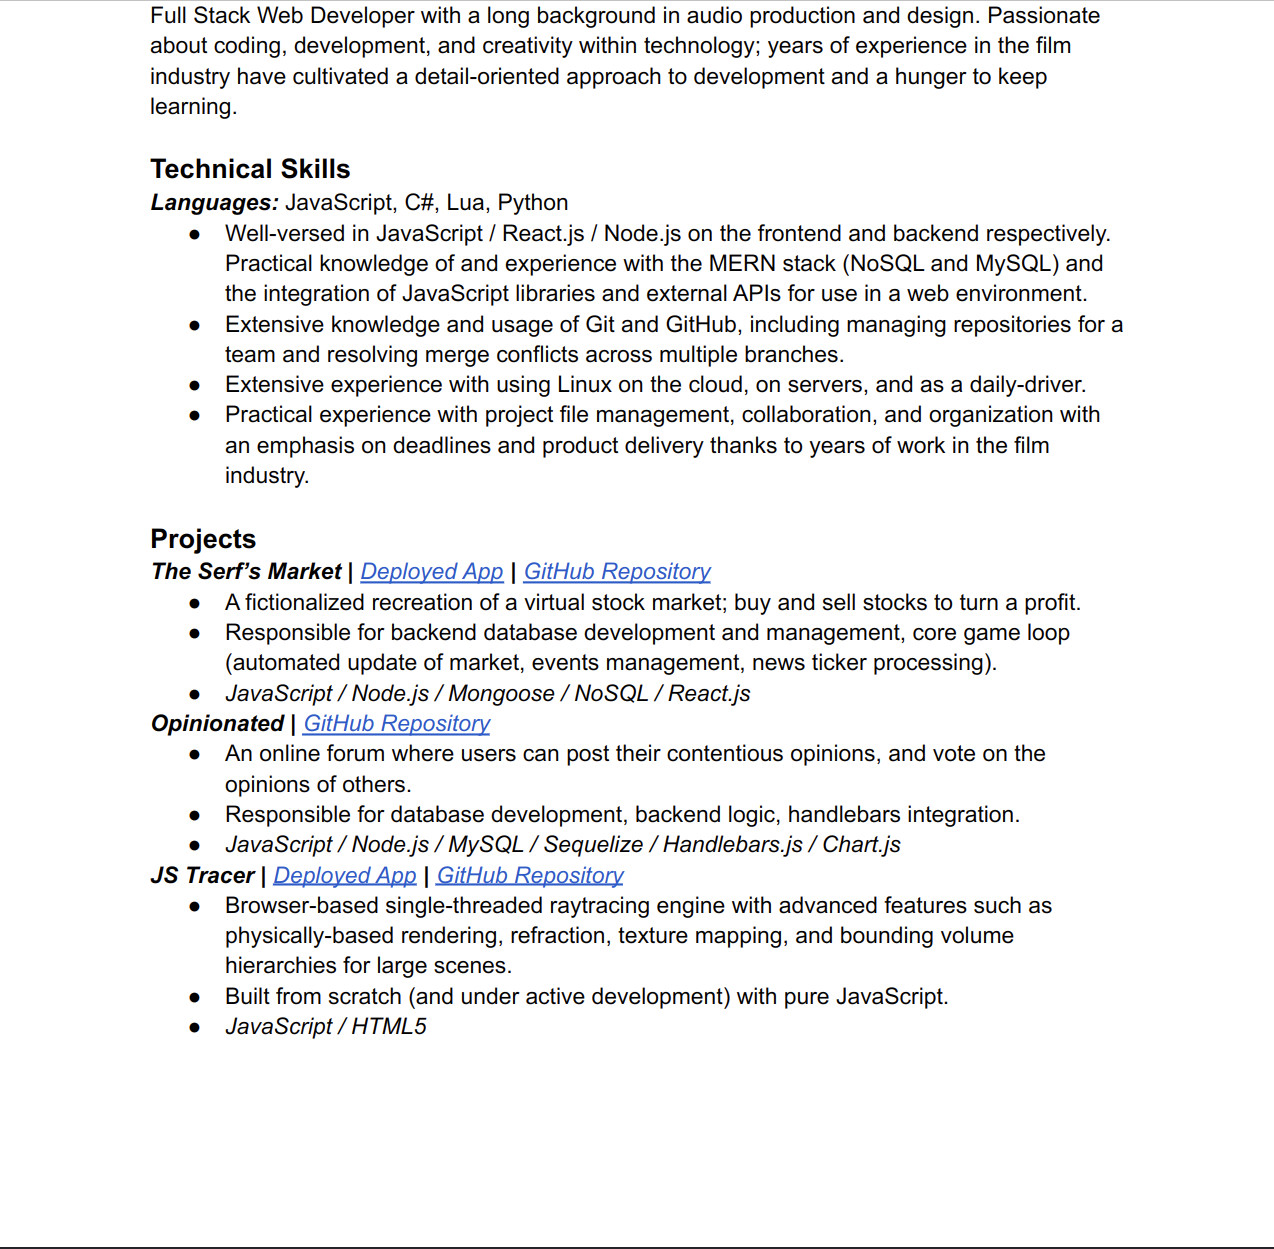 Full Stack Web Developer with a long background in audio production and design. Passionate
about coding, development, and creativity within technology; years of experience in the film
industry have cultivated a detail-oriented approach to development and a hunger to keep
learning.
Technical Skills
Languages: JavaScript, C#, Lua, Python
● Well-versed in JavaScript / React.js / Node.js on the frontend and backend respectively.
Practical knowledge of and experience with the MERN stack (NoSQL and MySQL) and
the integration of JavaScript libraries and external APIs for use in a web environment.
● Extensive knowledge and usage of Git and GitHub, including managing repositories for a
team and resolving merge conflicts across multiple branches.
● Extensive experience with using Linux on the cloud, on servers, and as a daily-driver.
● Practical experience with project file management, collaboration, and organization with
an emphasis on deadlines and product delivery thanks to years of work in the film
industry.
Projects
The Serf’s Market | Deployed App | GitHub Repository
● A fictionalized recreation of a virtual stock market; buy and sell stocks to turn a profit.
● Responsible for backend database development and management, core game loop
(automated update of market, events management, news ticker processing).
● JavaScript / Node.js / Mongoose / NoSQL / React.js
Opinionated | GitHub Repository
● An online forum where users can post their contentious opinions, and vote on the
opinions of others.
● Responsible for database development, backend logic, handlebars integration.
● JavaScript / Node.js / MySQL / Sequelize / Handlebars.js / Chart.js
JS Tracer | Deployed App | GitHub Repository
● Browser-based single-threaded raytracing engine with advanced features such as
physically-based rendering, refraction, texture mapping, and bounding volume
hierarchies for large scenes.
● Built from scratch (and under active development) with pure JavaScript.
● JavaScript / HTML5